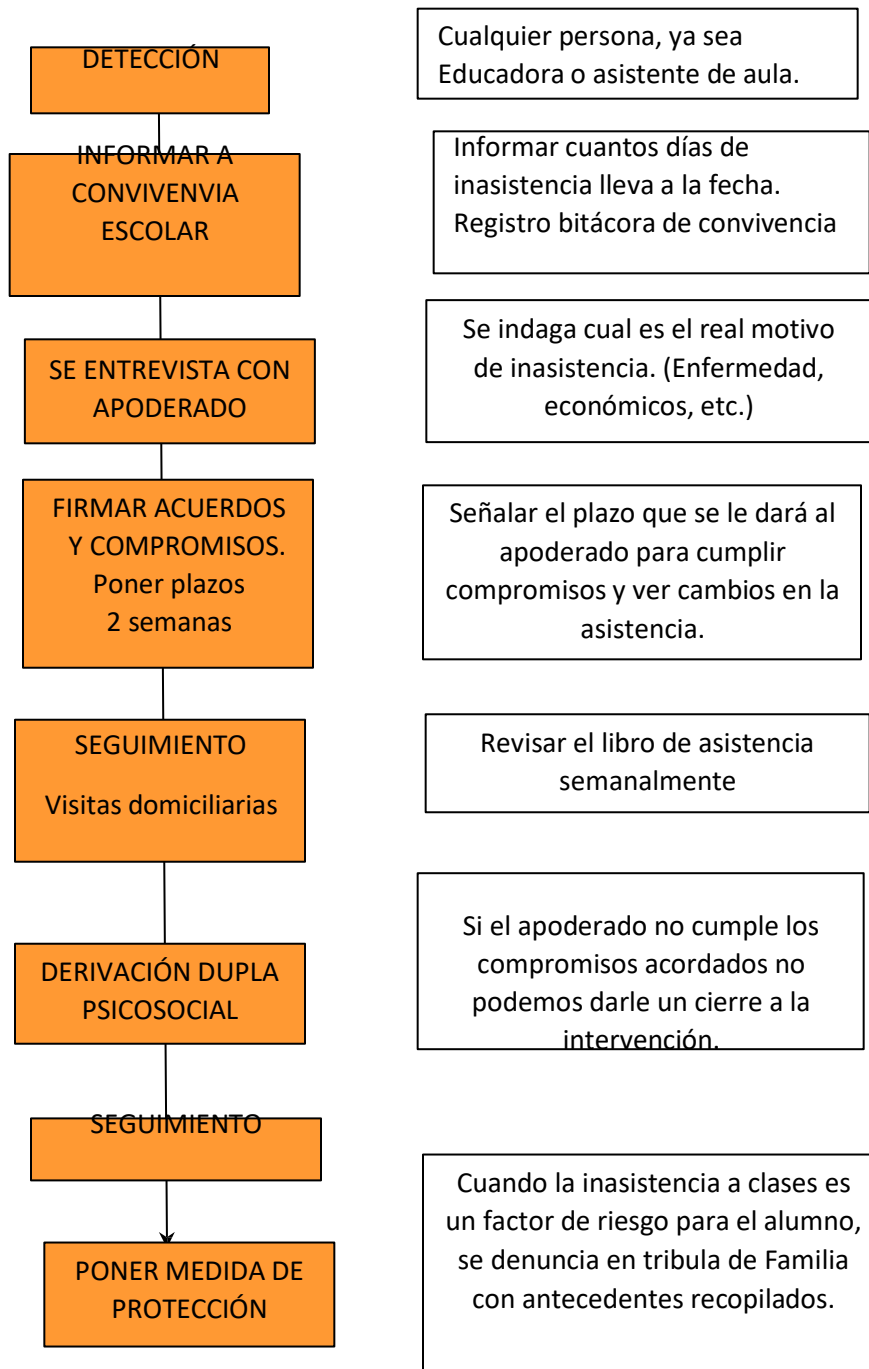 DETECCIÓN
Cualquier persona, ya sea
Educadora o asistente de aula.
INFORMAR A
CONVIVENVIA
ESCOLAR
Informar cuantos días de
inasistencia lleva a la fecha.
Registro bitácora de convivencia
SE ENTREVISTA CON
APODERADO
Se indaga cual es el real motivo
de inasistencia. (Enfermedad,
económicos, etc.)
FIRMAR ACUERDOS
Y COMPROMISOS.
Poner plazos
2 semanas
Señalar el plazo que se le dará al
apoderado para cumplir
compromisos y ver cambios en la
asistencia.
SEGUIMIENTO
Visitas domiciliarias
Revisar el libro de asistencia
semanalmente
DERIVACIÓN DUPLA
PSICOSOCIAL
Si el apoderado no cumple los
compromisos acordados no
podemos darle un cierre a la
intervención.
SEGUIMIENTO
PONER MEDIDA DE
PROTECCIÓN
Cuando la inasistencia a clases es
un factor de riesgo para el alumno,
se denuncia en tribula de Familia
con antecedentes recopilados.